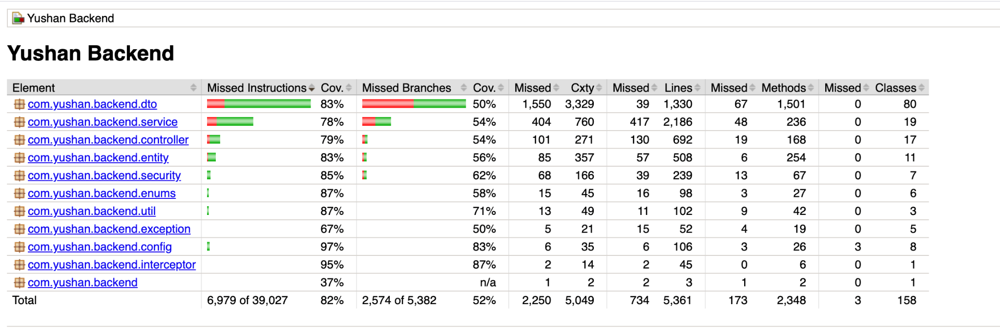 Yushan Backend
Yushan Backend
Element Missed Instructions Cov. Missed Branches Cov. Missed Cxty Missed Lines Missed Methods Missed Classes
com.yushan.backend.dto 83% 50% 1,550 3,329 39 1,330 67 1,501 0 80
com.yushan.backend.service 78% 54% 404 760 417 2,186 48 236 0 19
com.yushan.backend.controller 79% 54% 101 271 130 692 19 168 0 17
com.yushan.backend.entity 83% 56% 85 357 57 508 6 254 0 11
com.yushan.backend.security 85% 62% 68 166 39 239 13 67 0 7
com.yushan.backend.enums 87% 58% 15 45 16 98 3 27 0 6
com.yushan.backend.util 87% 71% 13 49 11 102 9 42 0 3
com.yushan.backend.exception 67% 50% 5 21 15 52 4 19 0 5
com.yushan.backend.config 97% 83% 6 35 6 106 3 26 3 8
com.yushan.backend.interceptor 95% 87% 2 14 2 45 0 6 0 1
com.yushan.backend 37% n/a 1 2 2 3 1 2 0 1
Total 6,979 of 39,027 82% 2,574 of 5,382 52% 2,250 5,049 734 5,361 173 2,348 3 158